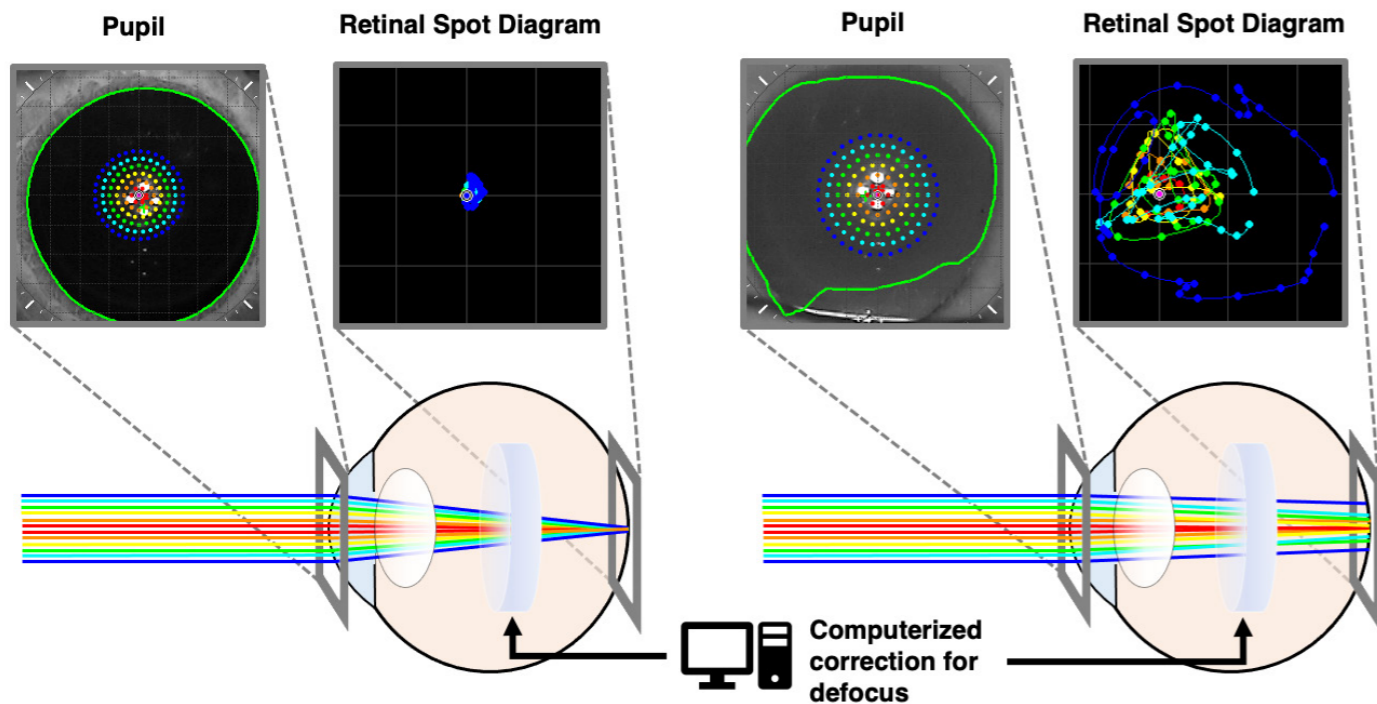 Pupil
Retinal Spot Diagram
Pupil
Retinal Spot Diagram
Computerized
correction for
defocus